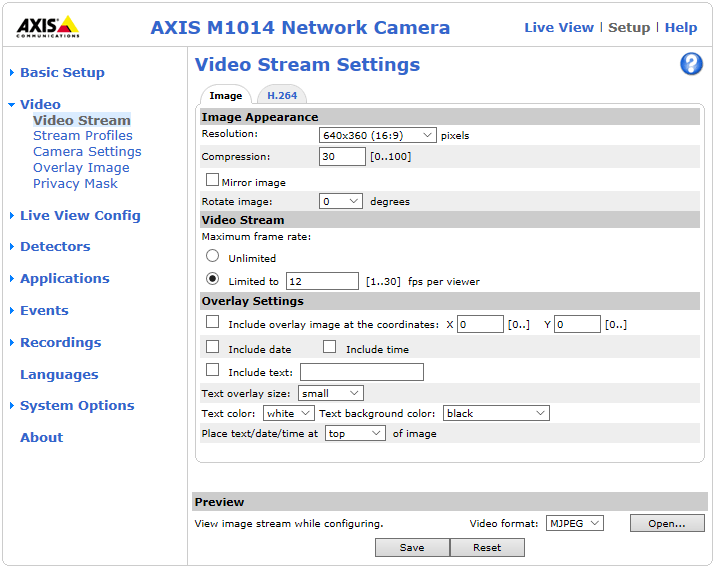 AXIS
COMMUNICATIONS
AXIS M1014 Network Camera
Live View | Setup | Help
Basic Setup
Video
Video Stream
Stream Profiles
Camera Settings
Overlay Image
Privacy Mask
Live View Config
Detectors
Applications
Events
Recordings
Languages
System Options
About
Video Stream Settings
?
Image
H.264
Image Appearance
Resolution: 640x360 (16:9) pixels
Compression: 30 [0..100]
Mirror image
Rotate image: 0 degrees
Video Stream
Maximum frame rate:
Unlimited
Limited to 12 [1..30] fps per viewer
Overlay Settings
Include overlay image at the coordinates: X 0 [0..] Y 0 [0..]
Include date Include time
Include text:
Text overlay size: small
Text color: white Text background color: black
Place text/date/time at top of image
Preview
View image stream while configuring. Video format: MJPEG Open...
Save Reset